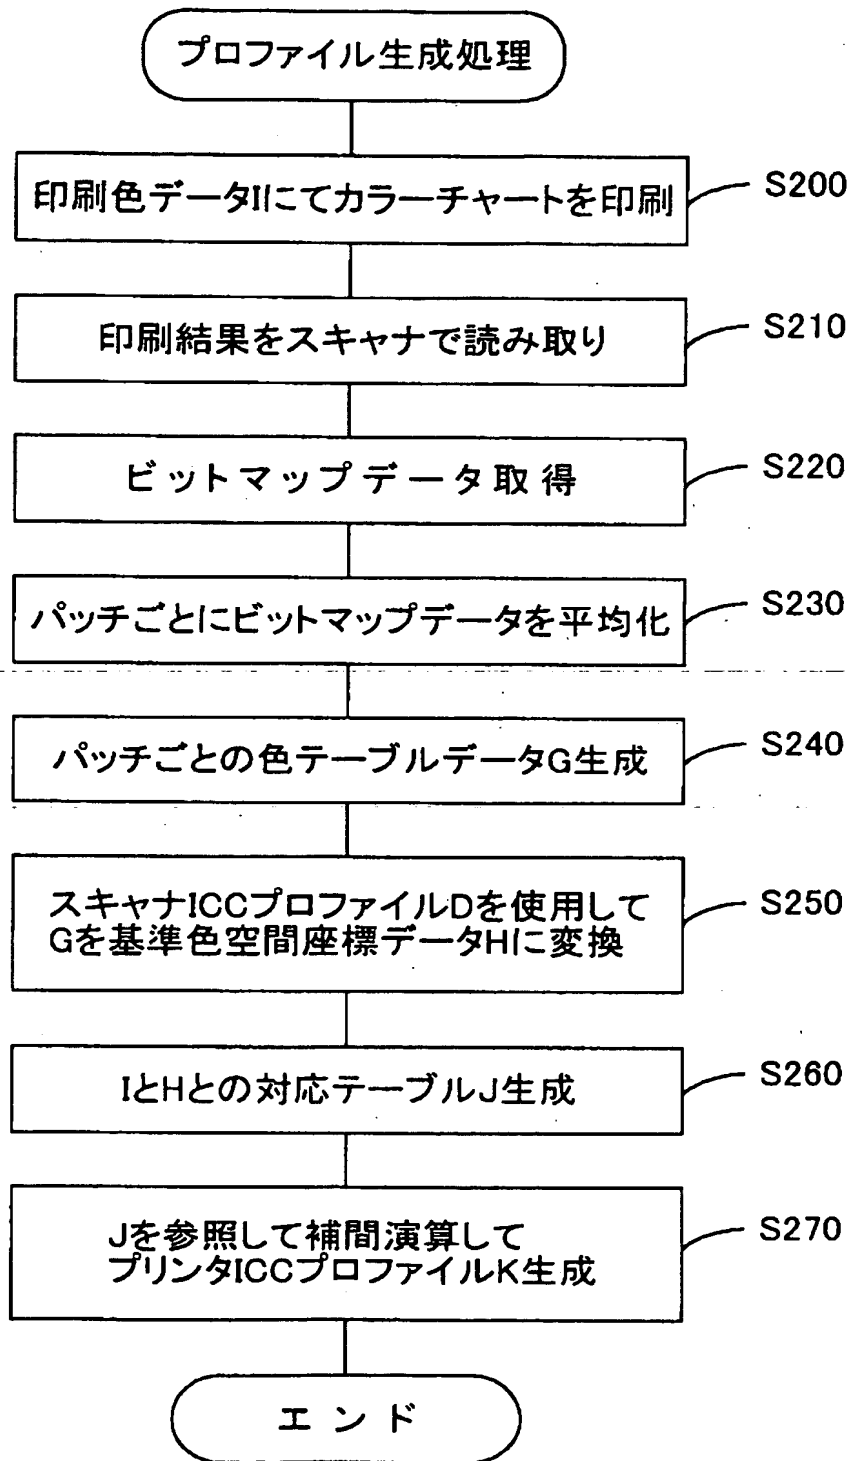 プロファイル生成処理
印刷色データIにてカラーチャートを印刷
S200
印刷結果をスキャナで読み取り
S210
ビットマップデータ取得
S220
パッチごとにビットマップデータを平均化
S230
パッチごとの色テーブルデータG生成
S240
スキャナICCプロファイルDを使用して
Gを基準色空間座標データHに変換
S250
IとHとの対応テーブルJ生成
S260
Jを参照して補間演算して
プリンタICCプロファイルK生成
S270
エンド